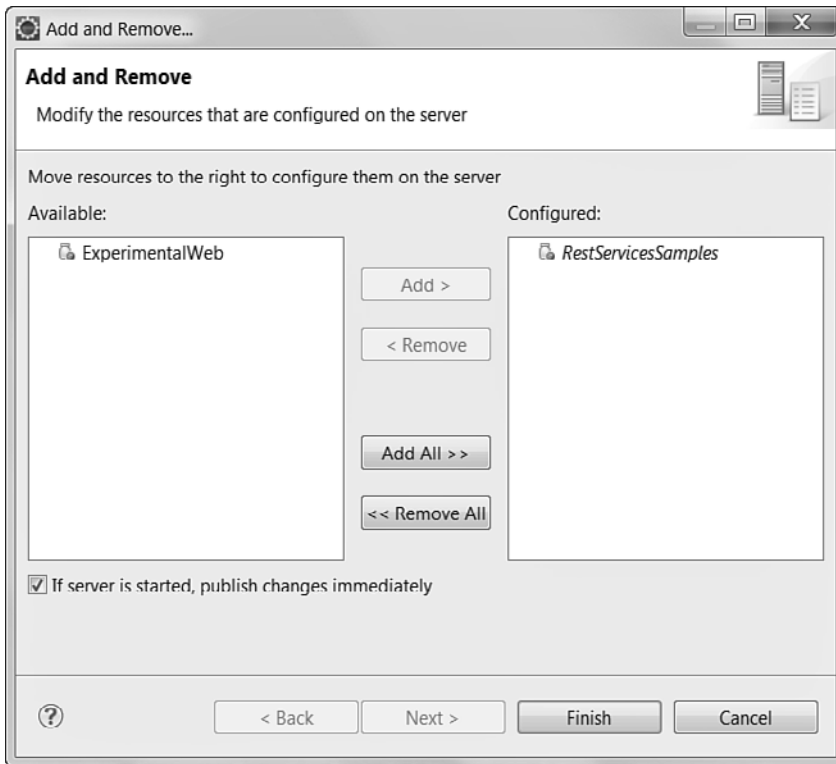 Add and Remove...
Add and Remove
Modify the resources that are configured on the server
Move resources to the right to configure them on the server
Available:
Configured:
ExperimentalWeb
RestServicesSamples
Add >
< Remove
Add All >>
<< Remove All
If server is started, publish changes immediately
?
< Back
Next >
Finish
Cancel